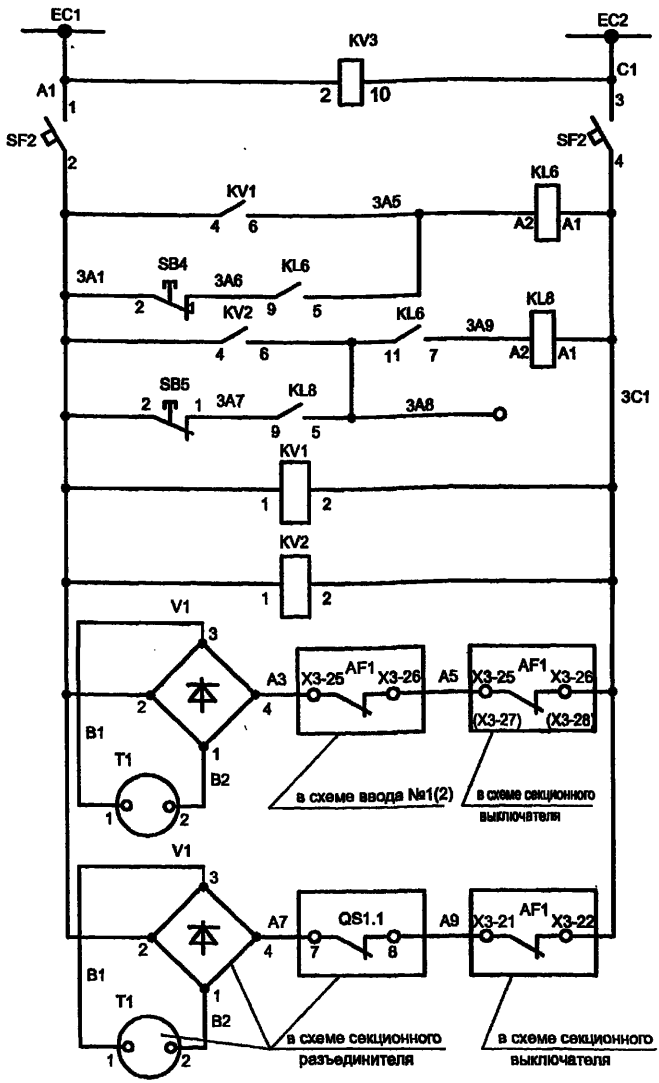 EC1
EC2
KV3
A1
C1
2 10
1
3
SF2
SF2
2
4
KV1
3A5
KL6
4 6
A2 A1
3A1
SB4
3A6
KL6
2 1
9 5
KV2
KL6
3A9
KL8
4 6
11 7
A2 A1
SB5
2 1
3A7
KL8
3A8
3C1
9 5
KV1
1 2
KV2
1 2
V1
3
A3
X3-25 AF1 X3-26
A5
X3-25 AF1 X3-26
2
4
(X3-27) (X3-28)
B1
1
B2
T1
1 2
в схеме ввода №1(2)
в схеме секционного
выключателя
V1
3
A7
QS1.1
A9
X3-21 AF1 X3-22
2
4
7 8
B1
1
B2
T1
1 2
в схеме секционного
разъединителя
в схеме секционного
выключателя